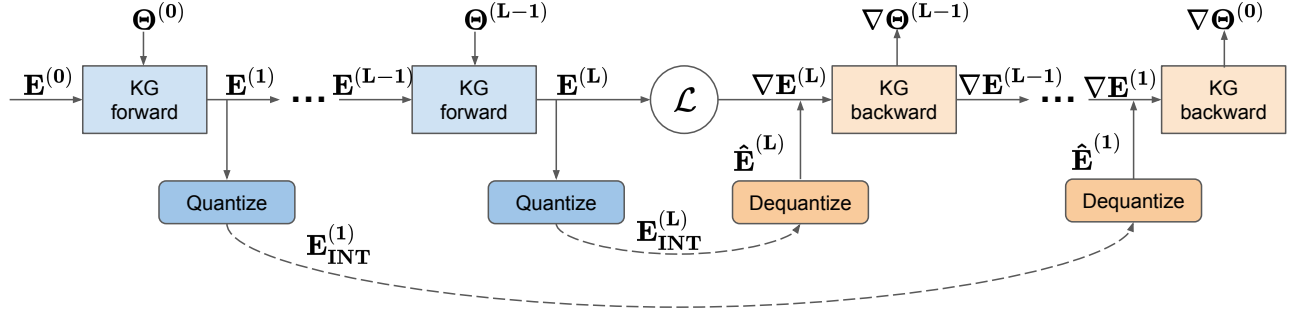 Θ^(0)
Θ^(L−1)
∇Θ^(L−1)
∇Θ^(0)
E^(0)
KG
forward
E^(1)
...
E^(L−1)
KG
forward
E^(L)
ℒ
∇E^(L)
KG
backward
∇E^(L−1)
...
∇E^(1)
KG
backward
Ê^(L)
Ê^(1)
Quantize
Quantize
Dequantize
Dequantize
E_INT^(1)
E_INT^(L)